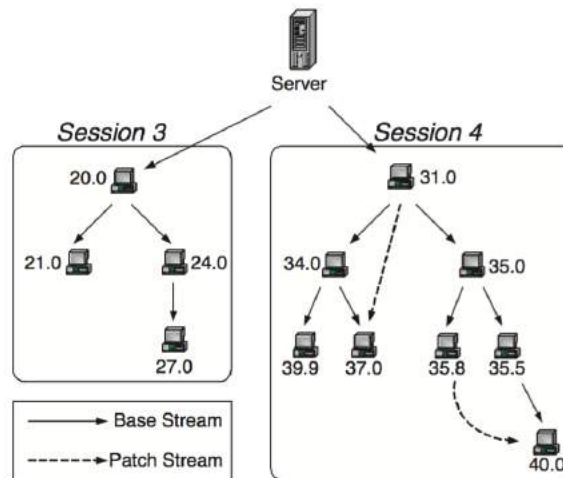 Server
Session 3
Session 4
20.0
31.0
21.0
24.0
34.0
35.0
27.0
39.9
37.0
35.8
35.5
40.0
Base Stream
Patch Stream